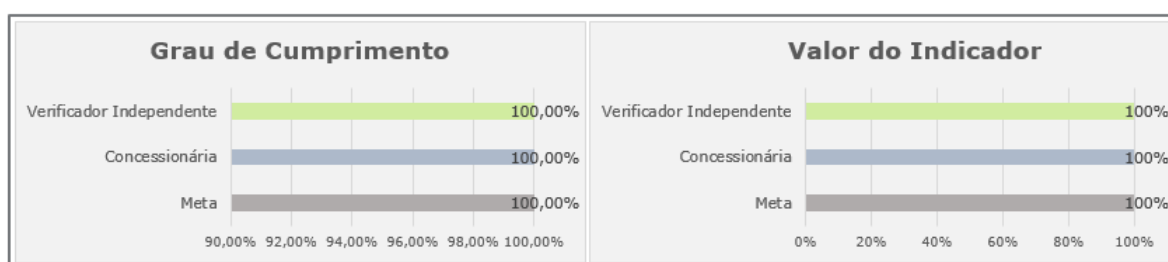 Grau de Cumprimento
Verificador Independente 100,00%
Concessionária 100,00%
Meta 100,00%
90,00% 92,00% 94,00% 96,00% 98,00% 100,00%
Valor do Indicador
Verificador Independente 100%
Concessionária 100%
Meta 100%
0% 20% 40% 60% 80% 100%